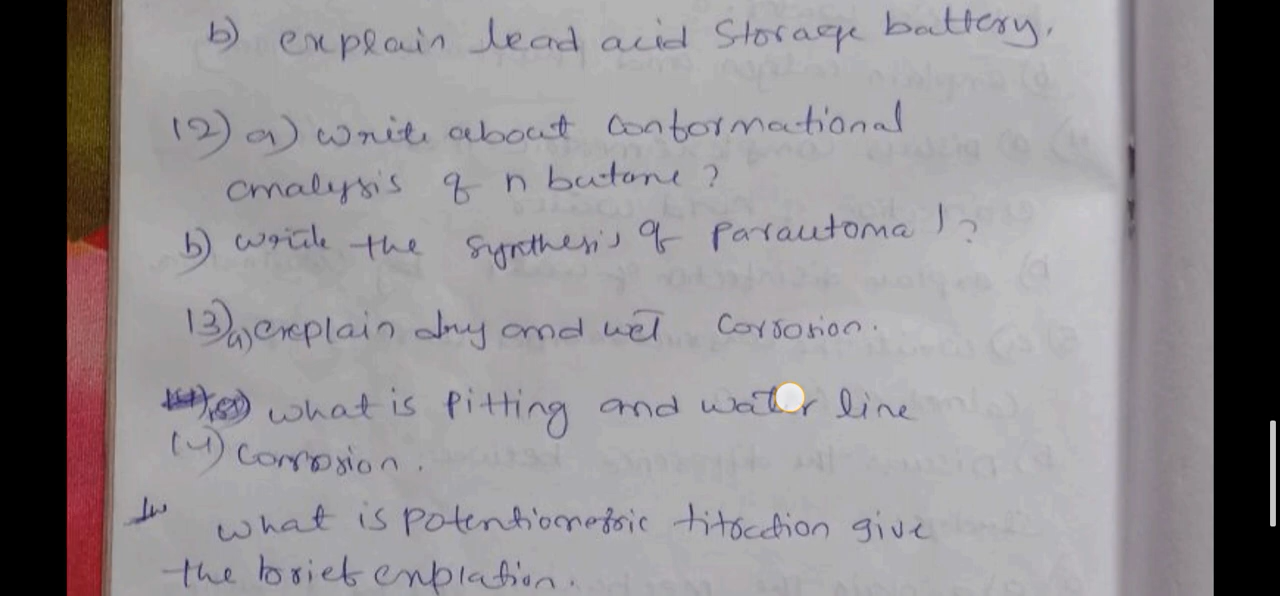 b) explain lead acid Storage battery.
12) a) write about conformational
analysis of n butane?
b) write the synthesis of Parautomal?
13) a) explain dry and wet corrosion.
what is pitting and water line
14) corrosion.
what is potentiometric titration give
the brief explation.